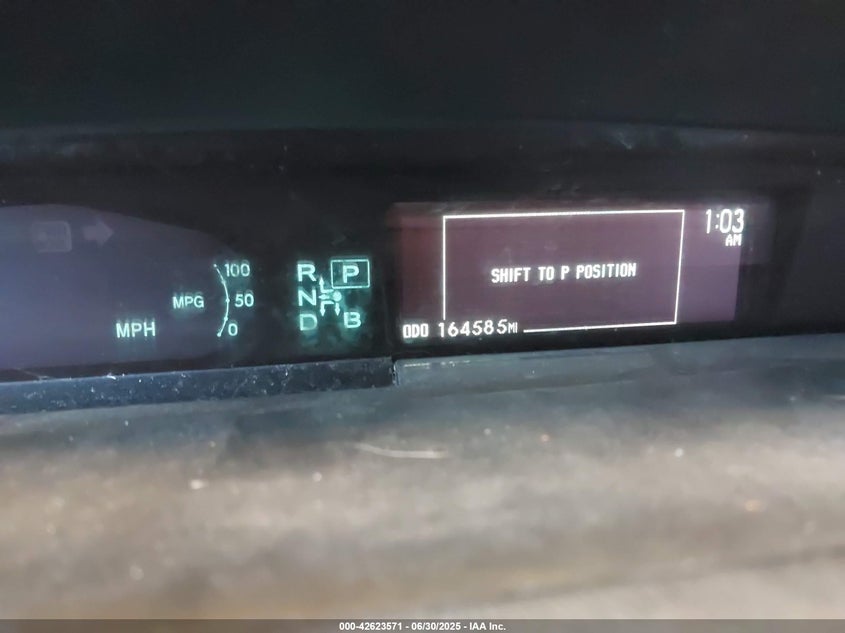 1:03
AM
100
R P
SHIFT TO P POSITION
MPG 50
N
MPH 0
D B
ODO 164585MI
000-42623571 - 06/30/2025 - IAA Inc.